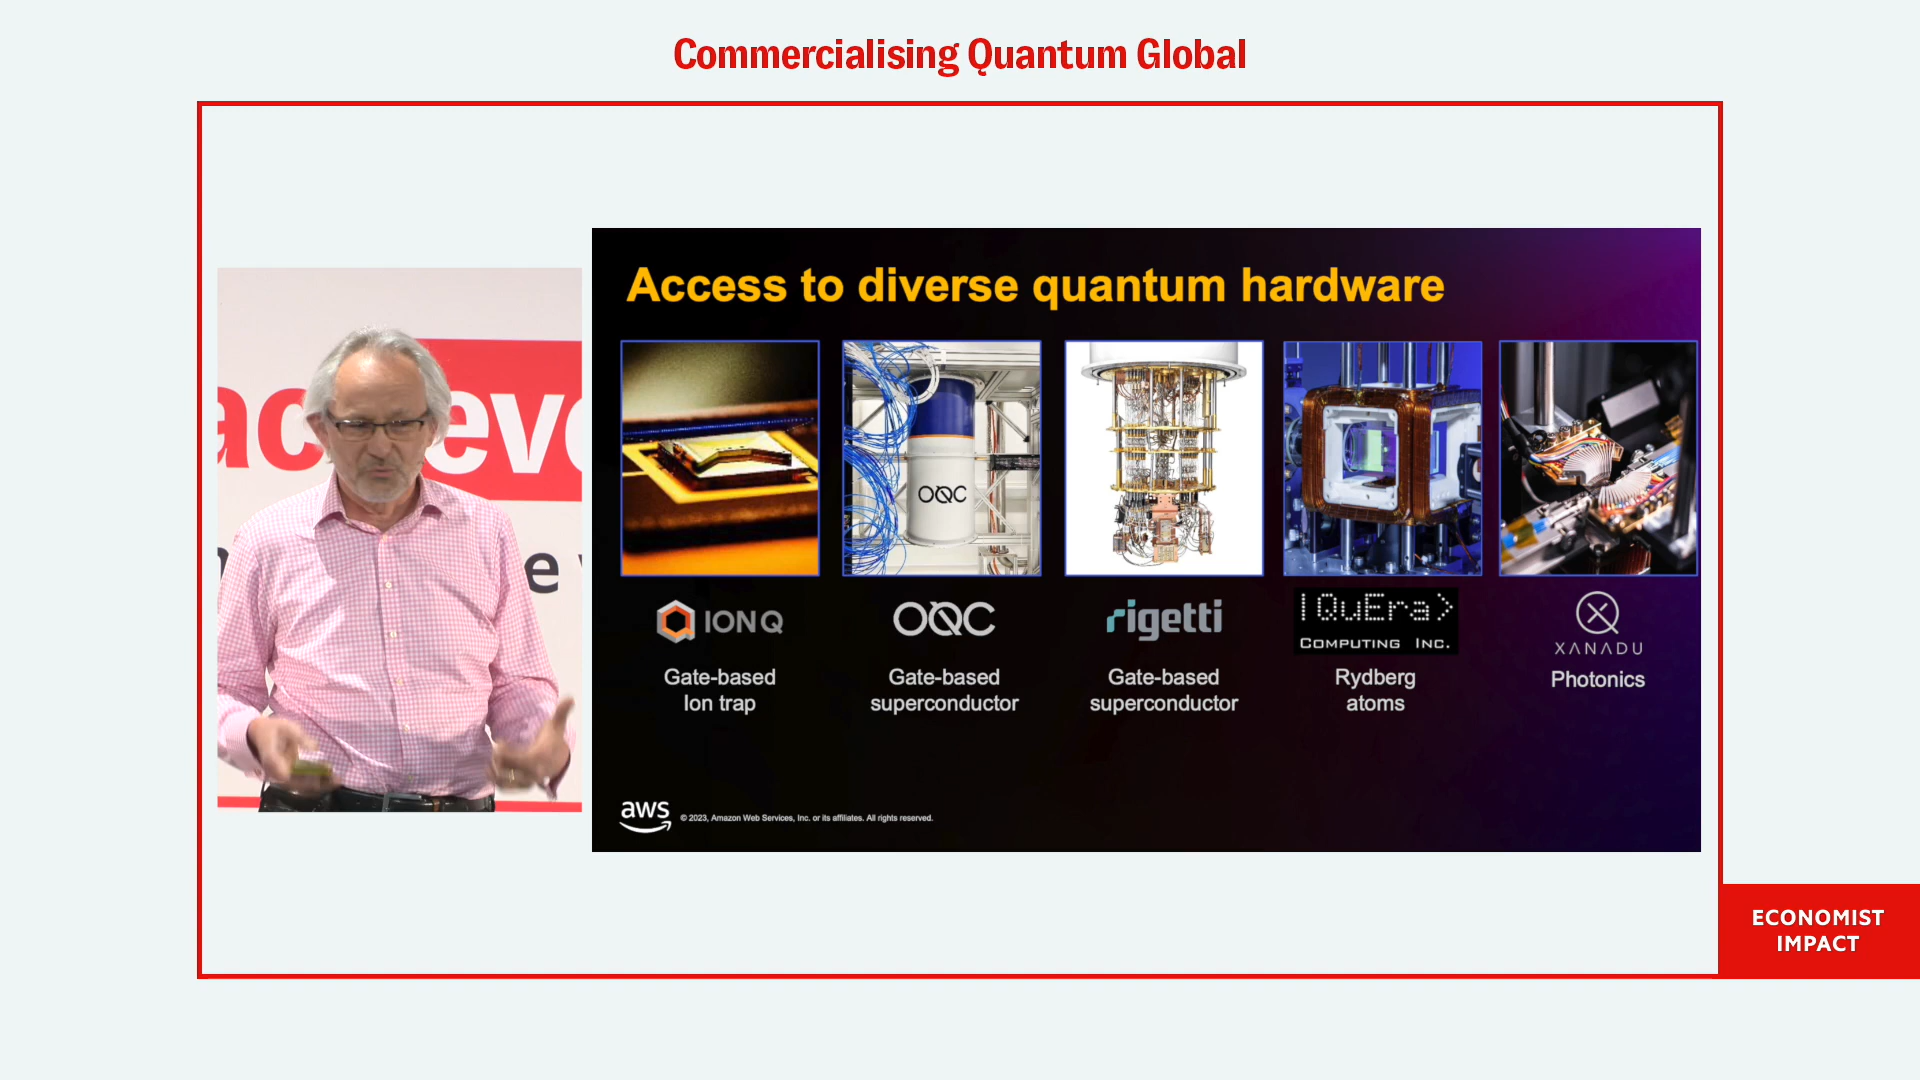 Commercialising Quantum Global
Access to diverse quantum hardware
OQC
IONQ
OQC
rigetti
|QuEra>
COMPUTING INC.
XANADU
Gate-based
Ion trap
Gate-based
superconductor
Gate-based
superconductor
Rydberg
atoms
Photonics
aws
© 2023, Amazon Web Services, Inc. or its affiliates. All rights reserved.
ECONOMIST
IMPACT